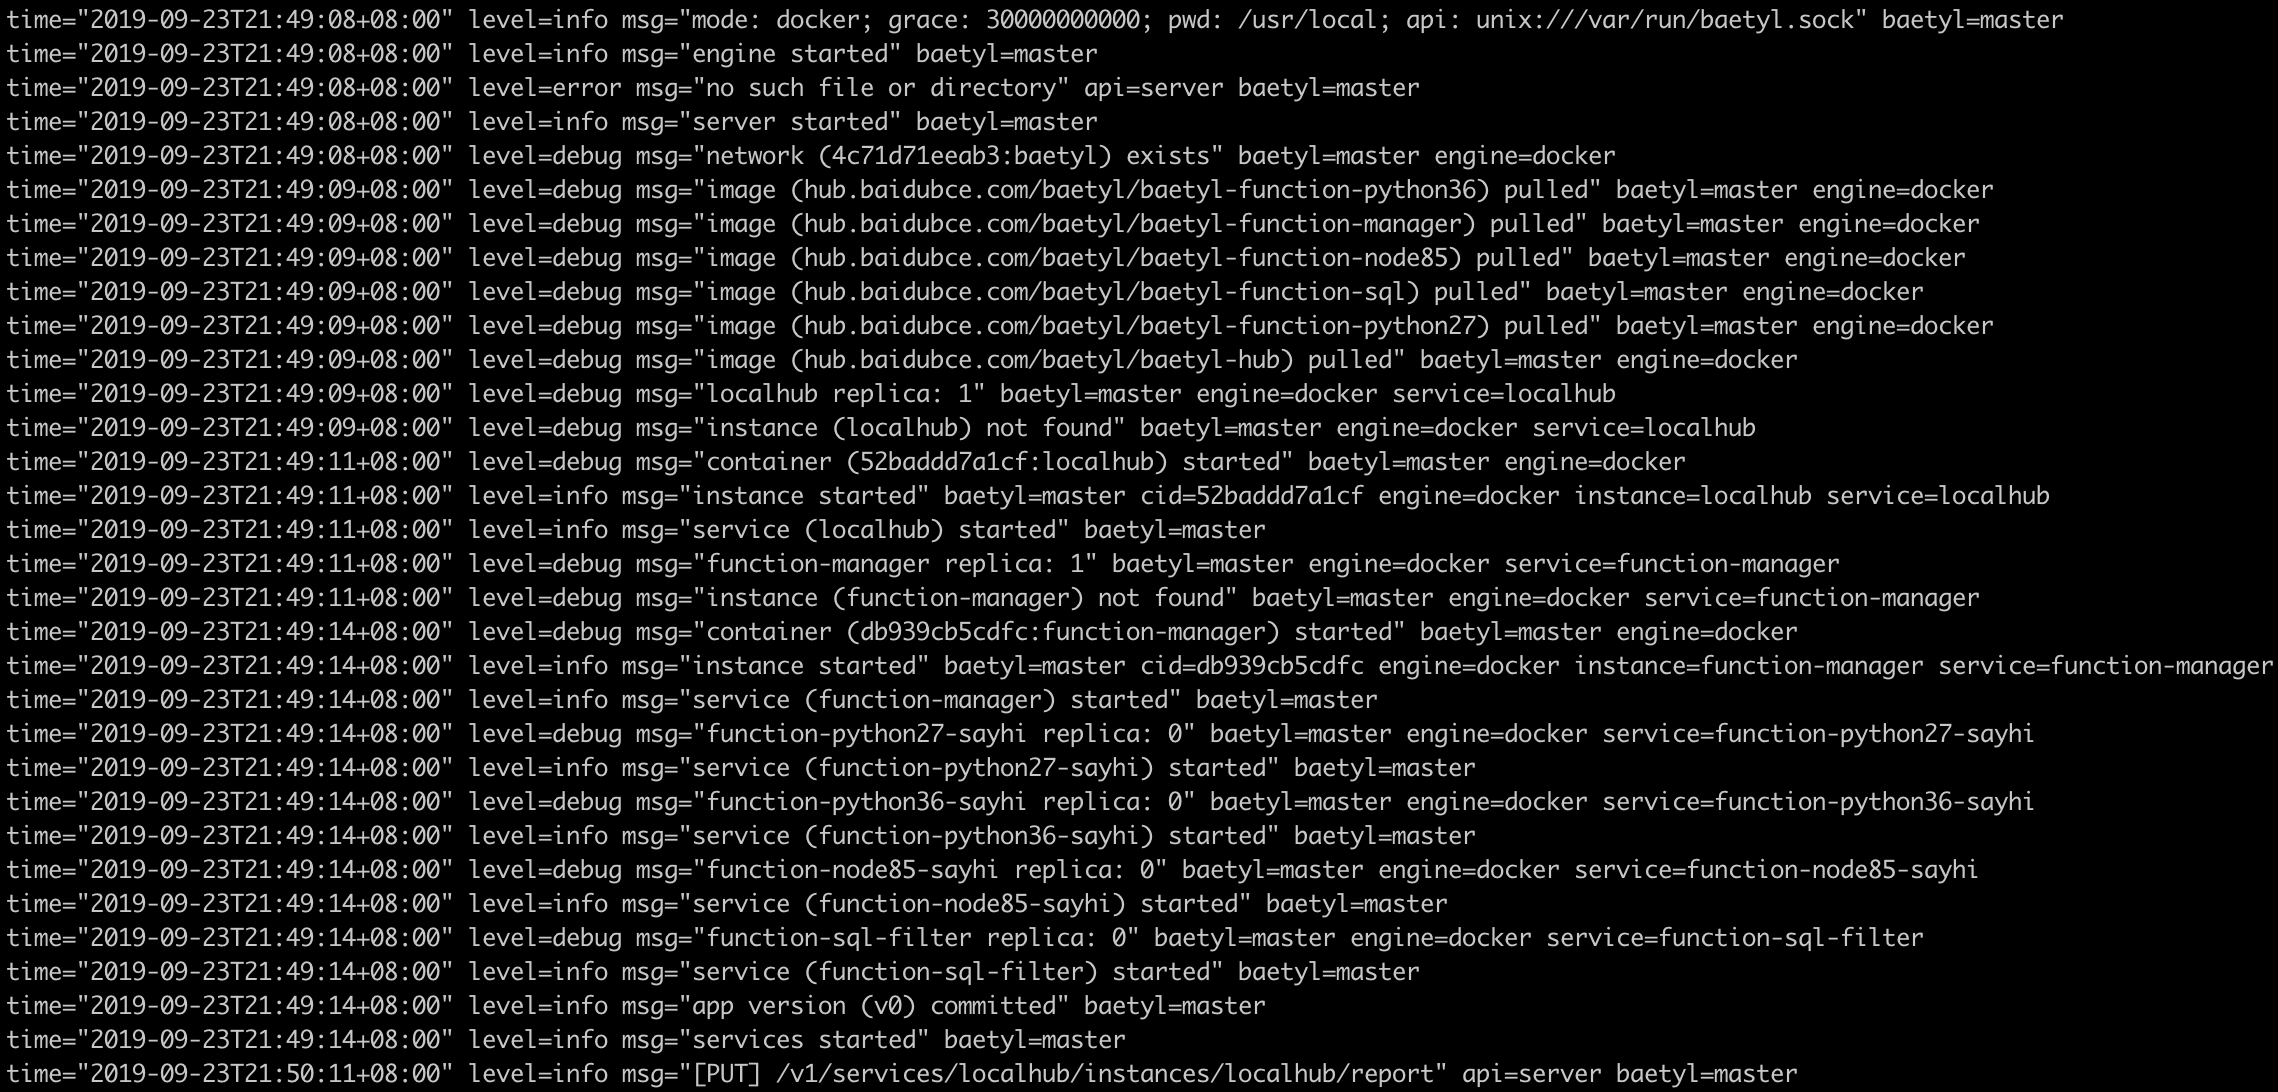 time="2019-09-23T21:49:08+08:00" level=info msg="mode: docker; grace: 30000000000; pwd: /usr/local; api: unix:///var/run/baetyl.sock" baetyl=master
time="2019-09-23T21:49:08+08:00" level=info msg="engine started" baetyl=master
time="2019-09-23T21:49:08+08:00" level=error msg="no such file or directory" api=server baetyl=master
time="2019-09-23T21:49:08+08:00" level=info msg="server started" baetyl=master
time="2019-09-23T21:49:08+08:00" level=debug msg="network (4c71d71eeab3:baetyl) exists" baetyl=master engine=docker
time="2019-09-23T21:49:09+08:00" level=debug msg="image (hub.baidubce.com/baetyl/baetyl-function-python36) pulled" baetyl=master engine=docker
time="2019-09-23T21:49:09+08:00" level=debug msg="image (hub.baidubce.com/baetyl/baetyl-function-manager) pulled" baetyl=master engine=docker
time="2019-09-23T21:49:09+08:00" level=debug msg="image (hub.baidubce.com/baetyl/baetyl-function-node85) pulled" baetyl=master engine=docker
time="2019-09-23T21:49:09+08:00" level=debug msg="image (hub.baidubce.com/baetyl/baetyl-function-sql) pulled" baetyl=master engine=docker
time="2019-09-23T21:49:09+08:00" level=debug msg="image (hub.baidubce.com/baetyl/baetyl-function-python27) pulled" baetyl=master engine=docker
time="2019-09-23T21:49:09+08:00" level=debug msg="image (hub.baidubce.com/baetyl/baetyl-hub) pulled" baetyl=master engine=docker
time="2019-09-23T21:49:09+08:00" level=debug msg="localhub replica: 1" baetyl=master engine=docker service=localhub
time="2019-09-23T21:49:09+08:00" level=debug msg="instance (localhub) not found" baetyl=master engine=docker service=localhub
time="2019-09-23T21:49:11+08:00" level=debug msg="container (52baddd7a1cf:localhub) started" baetyl=master engine=docker
time="2019-09-23T21:49:11+08:00" level=info msg="instance started" baetyl=master cid=52baddd7a1cf engine=docker instance=localhub service=localhub
time="2019-09-23T21:49:11+08:00" level=info msg="service (localhub) started" baetyl=master
time="2019-09-23T21:49:11+08:00" level=debug msg="function-manager replica: 1" baetyl=master engine=docker service=function-manager
time="2019-09-23T21:49:11+08:00" level=debug msg="instance (function-manager) not found" baetyl=master engine=docker service=function-manager
time="2019-09-23T21:49:14+08:00" level=debug msg="container (db939cb5cdfc:function-manager) started" baetyl=master engine=docker
time="2019-09-23T21:49:14+08:00" level=info msg="instance started" baetyl=master cid=db939cb5cdfc engine=docker instance=function-manager service=function-manager
time="2019-09-23T21:49:14+08:00" level=info msg="service (function-manager) started" baetyl=master
time="2019-09-23T21:49:14+08:00" level=debug msg="function-python27-sayhi replica: 0" baetyl=master engine=docker service=function-python27-sayhi
time="2019-09-23T21:49:14+08:00" level=info msg="service (function-python27-sayhi) started" baetyl=master
time="2019-09-23T21:49:14+08:00" level=debug msg="function-python36-sayhi replica: 0" baetyl=master engine=docker service=function-python36-sayhi
time="2019-09-23T21:49:14+08:00" level=info msg="service (function-python36-sayhi) started" baetyl=master
time="2019-09-23T21:49:14+08:00" level=debug msg="function-node85-sayhi replica: 0" baetyl=master engine=docker service=function-node85-sayhi
time="2019-09-23T21:49:14+08:00" level=info msg="service (function-node85-sayhi) started" baetyl=master
time="2019-09-23T21:49:14+08:00" level=debug msg="function-sql-filter replica: 0" baetyl=master engine=docker service=function-sql-filter
time="2019-09-23T21:49:14+08:00" level=info msg="service (function-sql-filter) started" baetyl=master
time="2019-09-23T21:49:14+08:00" level=info msg="app version (v0) committed" baetyl=master
time="2019-09-23T21:49:14+08:00" level=info msg="services started" baetyl=master
time="2019-09-23T21:50:11+08:00" level=info msg="[PUT] /v1/services/localhub/instances/localhub/report" api=server baetyl=master